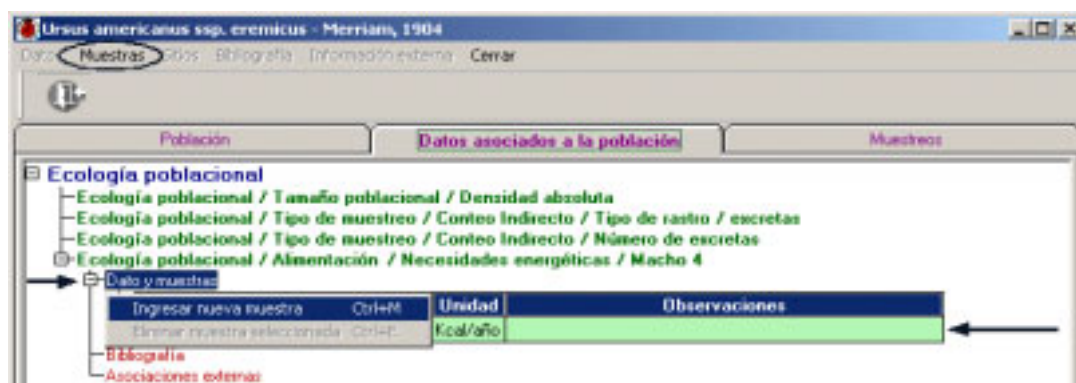 Ursus americanus ssp. eremicus - Merriam, 1904
Datos Muestras Sitios Bibliografía Información externa Cerrar
Población Datos asociados a la población Muestreos
Ecología poblacional
Ecología poblacional / Tamaño poblacional / Densidad absoluta
Ecología poblacional / Tipo de muestreo / Conteo Indirecto / Tipo de rastro / excretas
Ecología poblacional / Tipo de muestreo / Conteo Indirecto / Número de excretas
Ecología poblacional / Alimentación / Necesidades energéticas / Macho 4
Dato y muestras
Ingresar nueva muestra Ctrl+M Unidad Observaciones
Eliminar muestra seleccionada Kcal/año
Bibliografía
Asociaciones externas